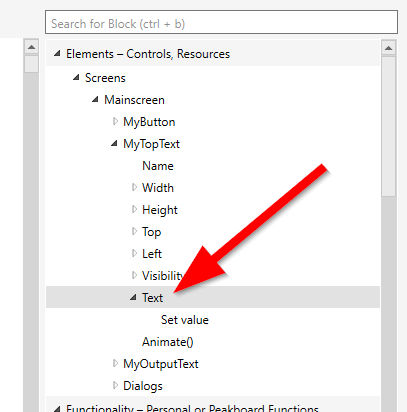 Search for Block (ctrl + b)
Elements – Controls, Resources
Screens
Mainscreen
MyButton
MyTopText
Name
Width
Height
Top
Left
Visibility
Text
Set value
Animate()
MyOutputText
Dialogs
Functionality – Personal or Peakboard Functions